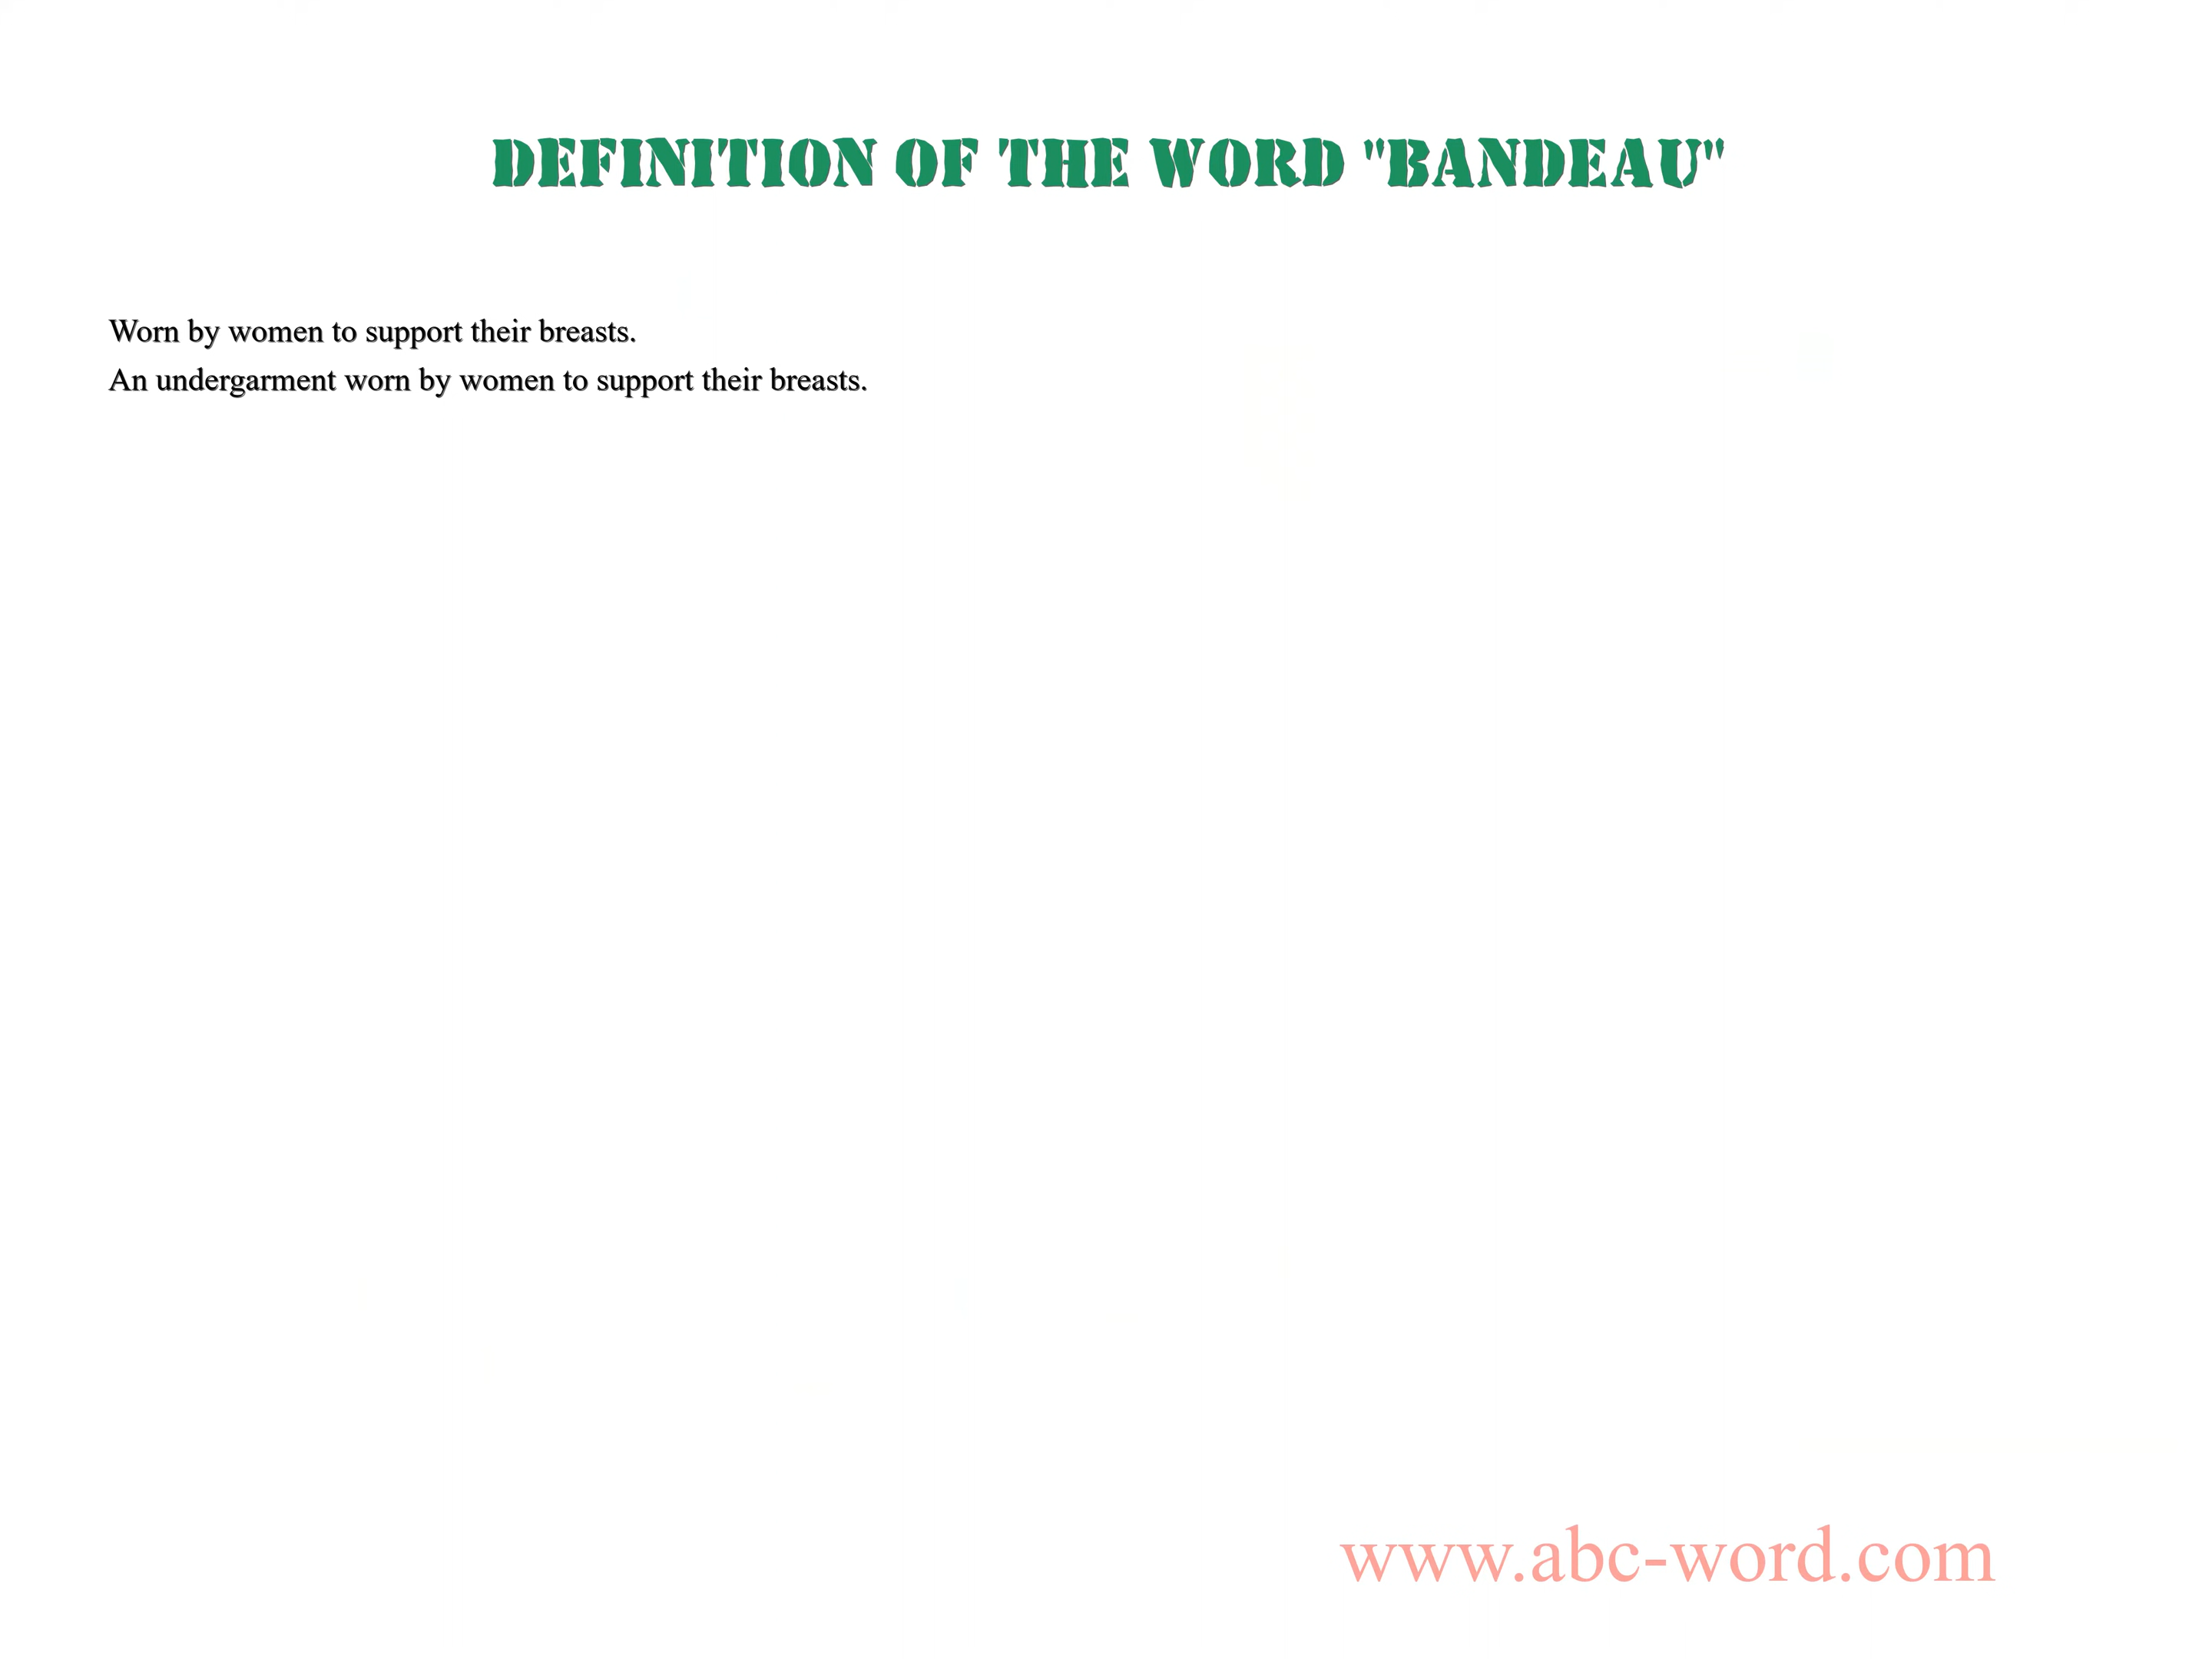 DEFINITION OF THE WORD "BANDEAU"
Worn by women to support their breasts.
An undergarment worn by women to support their breasts.
www.abc-word.com